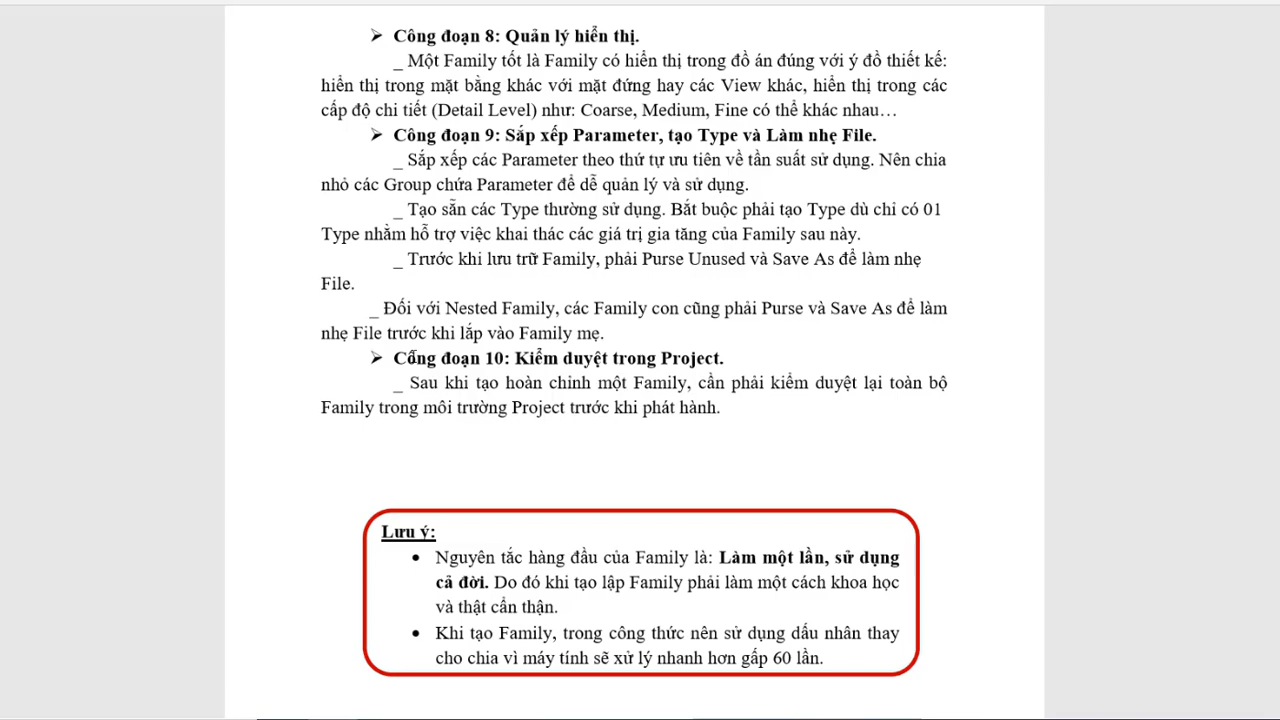 ➢ Công đoạn 8: Quản lý hiển thị.
_ Một Family tốt là Family có hiển thị trong đồ án đúng với ý đồ thiết kế:
hiển thị trong mặt bằng khác với mặt đứng hay các View khác, hiển thị trong các
cấp độ chi tiết (Detail Level) như: Coarse, Medium, Fine có thể khác nhau…
➢ Công đoạn 9: Sắp xếp Parameter, tạo Type và Làm nhẹ File.
_ Sắp xếp các Parameter theo thứ tự ưu tiên về tần suất sử dụng. Nên chia
nhỏ các Group chứa Parameter để dễ quản lý và sử dụng.
_ Tạo sẵn các Type thường sử dụng. Bắt buộc phải tạo Type dù chỉ có 01
Type nhằm hỗ trợ việc khai thác các giá trị gia tăng của Family sau này.
_ Trước khi lưu trữ Family, phải Purse Unused và Save As để làm nhẹ
File.
_ Đối với Nested Family, các Family con cũng phải Purse và Save As để làm
nhẹ File trước khi lắp vào Family mẹ.
➢ Công đoạn 10: Kiểm duyệt trong Project.
_ Sau khi tạo hoàn chỉnh một Family, cần phải kiểm duyệt lại toàn bộ
Family trong môi trường Project trước khi phát hành.
Lưu ý:
• Nguyên tắc hàng đầu của Family là: Làm một lần, sử dụng
cả đời. Do đó khi tạo lập Family phải làm một cách khoa học
và thật cẩn thận.
• Khi tạo Family, trong công thức nên sử dụng dấu nhân thay
cho chia vì máy tính sẽ xử lý nhanh hơn gấp 60 lần.